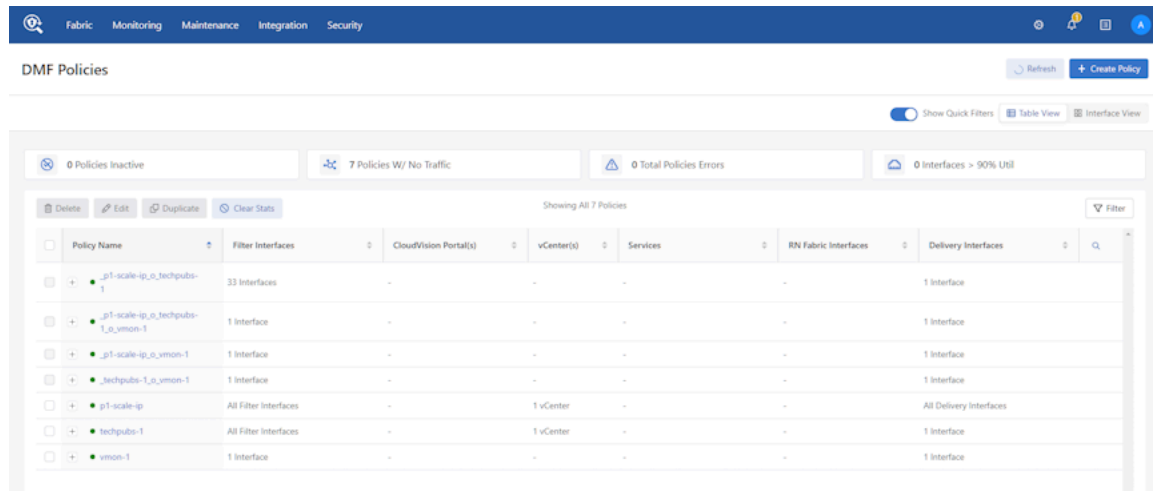 Fabric Monitoring Maintenance Integration Security A
DMF Policies Refresh + Create Policy
Show Quick Filters Table View Interface View
0 Policies Inactive 7 Policies W/ No Traffic 0 Total Policies Errors 0 Interfaces > 90% Util
Delete Edit Duplicate Clear Stats Showing All 7 Policies Filter
Policy Name Filter Interfaces CloudVision Portal(s) vCenter(s) Services RN Fabric Interfaces Delivery Interfaces
_p1-scale-ip_o_techpubs-
1
33 Interfaces - - - - 1 Interface
_p1-scale-ip_o_techpubs-
1_o_vmon-1
1 Interface - - - - 1 Interface
_p1-scale-ip_o_vmon-1 1 Interface - - - - 1 Interface
_techpubs-1_o_vmon-1 1 Interface - - - - 1 Interface
p1-scale-ip All Filter Interfaces - 1 vCenter - - All Delivery Interfaces
techpubs-1 All Filter Interfaces - 1 vCenter - - 1 Interface
vmon-1 1 Interface - - - - 1 Interface